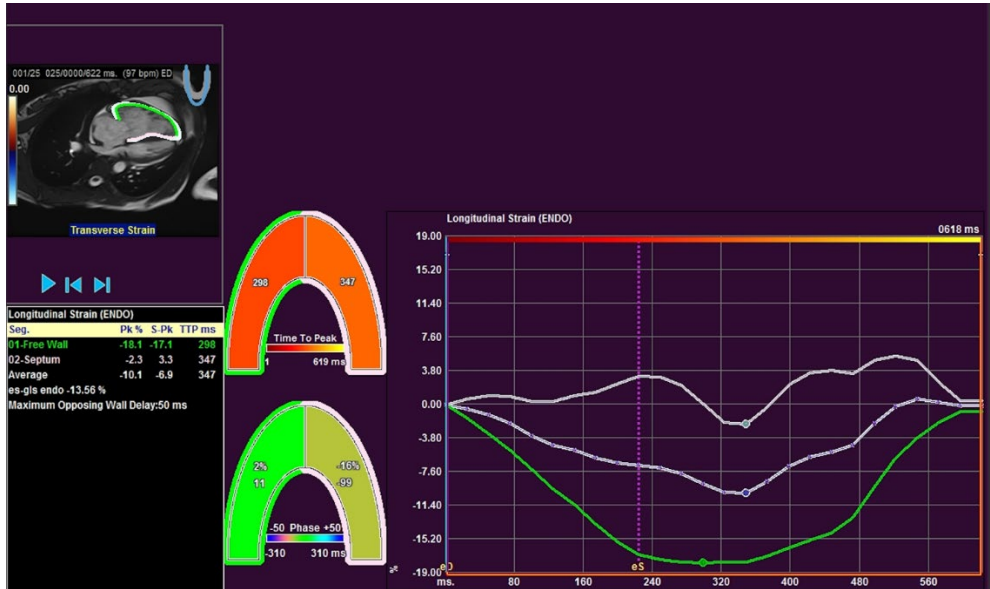 001/25 025/0000/622 ms. (97 bpm) ED
0.00
Transverse Strain
Longitudinal Strain (ENDO)
Seg. Pk % S-Pk TTP ms
01-Free Wall -18.1 -17.1 298
02-Septum -2.3 3.3 347
Average -10.1 -6.9 347
es-gls endo -13.56 %
Maximum Opposing Wall Delay:50 ms
298 347
Time To Peak
1 619 ms
2% -16%
11 -99
-50 Phase +50
-310 310 ms
Longitudinal Strain (ENDO)
0618 ms
19.00
15.20
11.40
7.60
3.80
0.00
-3.80
-7.60
-11.40
-15.20
-19.00
eD eS
ms. 80 160 240 320 400 480 560